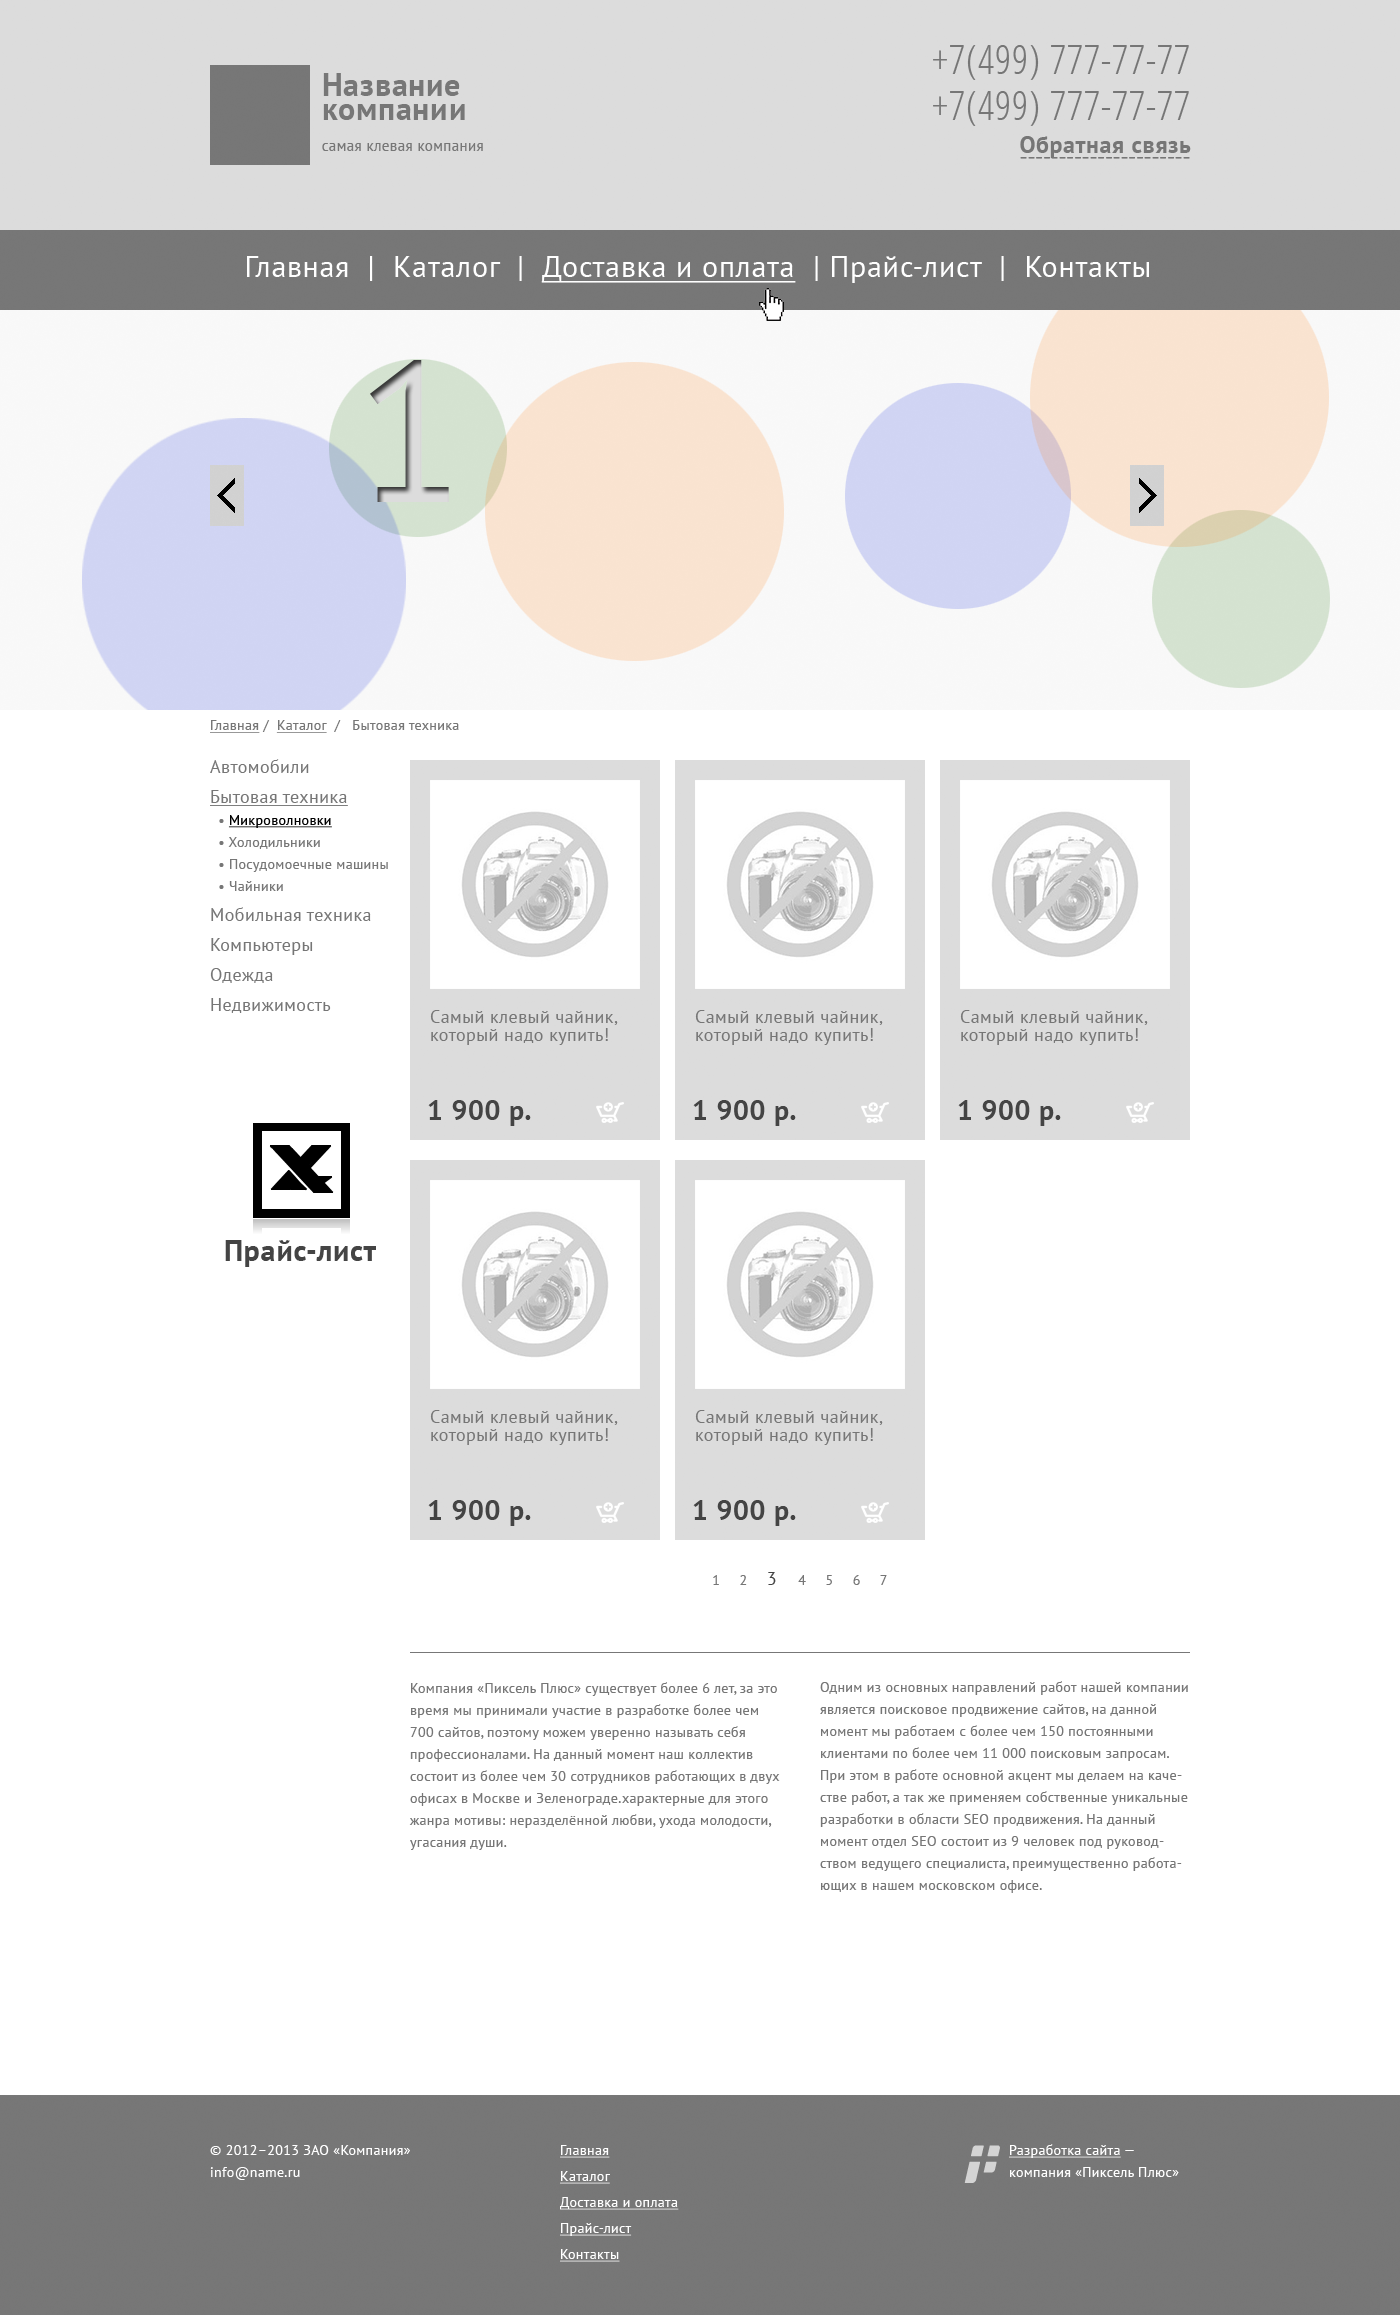 Название
компании
самая клевая компания
+7(499) 777-77-77
+7(499) 777-77-77
Обратная связь
Главная | Каталог | Доставка и оплата | Прайс-лист | Контакты
1
Главная / Каталог / Бытовая техника
Автомобили
Бытовая техника
• Микроволновки
• Холодильники
• Посудомоечные машины
• Чайники
Мобильная техника
Компьютеры
Одежда
Недвижимость
Прайс-лист
Самый клевый чайник,
который надо купить!
1 900 р.
Самый клевый чайник,
который надо купить!
1 900 р.
Самый клевый чайник,
который надо купить!
1 900 р.
Самый клевый чайник,
который надо купить!
1 900 р.
Самый клевый чайник,
который надо купить!
1 900 р.
1 2 3 4 5 6 7
Компания «Пиксель Плюс» существует более 6 лет, за это
время мы принимали участие в разработке более чем
700 сайтов, поэтому можем уверенно называть себя
профессионалами. На данный момент наш коллектив
состоит из более чем 30 сотрудников работающих в двух
офисах в Москве и Зеленограде.характерные для этого
жанра мотивы: неразделённой любви, ухода молодости,
угасания души.
Одним из основных направлений работ нашей компании
является поисковое продвижение сайтов, на данной
момент мы работаем с более чем 150 постоянными
клиентами по более чем 11 000 поисковым запросам.
При этом в работе основной акцент мы делаем на каче-
стве работ, а так же применяем собственные уникальные
разработки в области SEO продвижения. На данный
момент отдел SEO состоит из 9 человек под руковод-
ством ведущего специалиста, преимущественно работа-
ющих в нашем московском офисе.
© 2012–2013 ЗАО «Компания»
info@name.ru
Главная
Каталог
Доставка и оплата
Прайс-лист
Контакты
Разработка сайта —
компания «Пиксель Плюс»